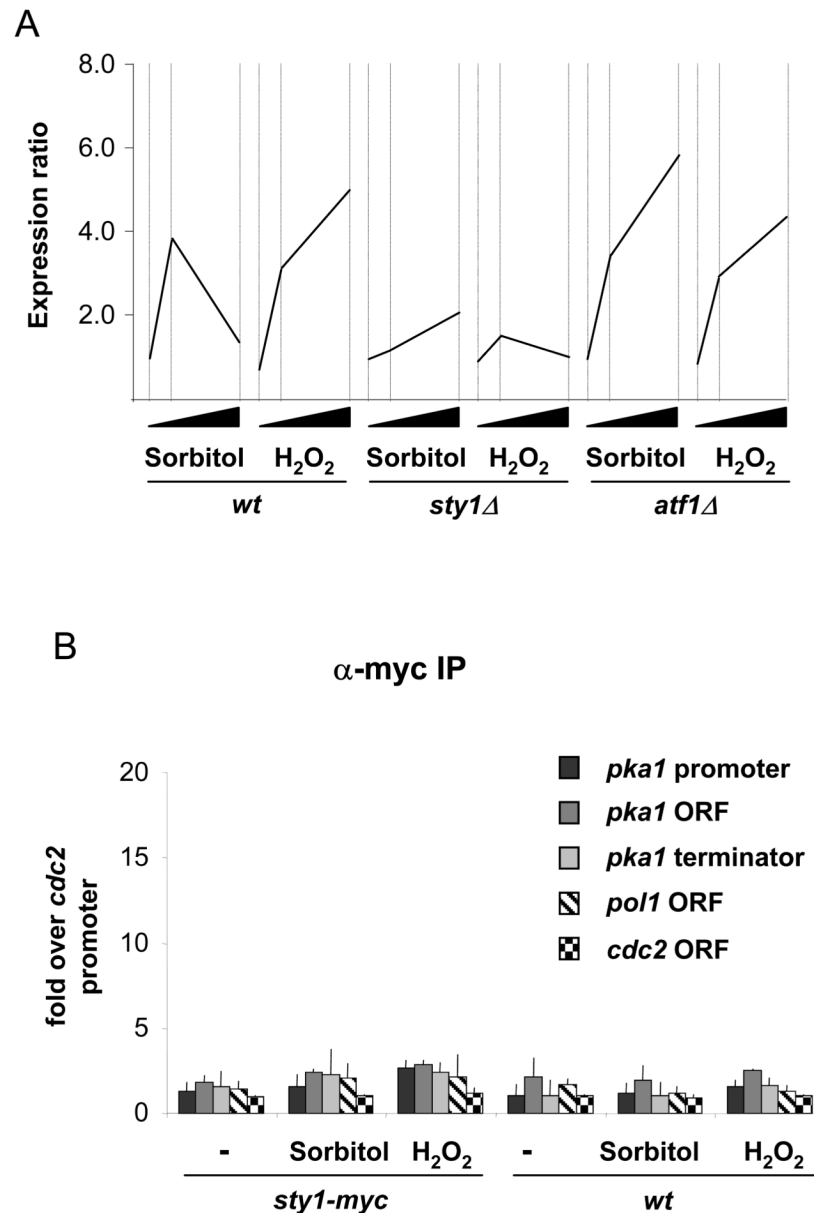 A
8.0
6.0
4.0
2.0
Expression ratio
Sorbitol H₂O₂ Sorbitol H₂O₂ Sorbitol H₂O₂
wt sty1Δ atf1Δ
B
α-myc IP
20
15
10
5
0
fold over cdc2
promoter
pka1 promoter
pka1 ORF
pka1 terminator
pol1 ORF
cdc2 ORF
- Sorbitol H₂O₂ - Sorbitol H₂O₂
sty1-myc wt